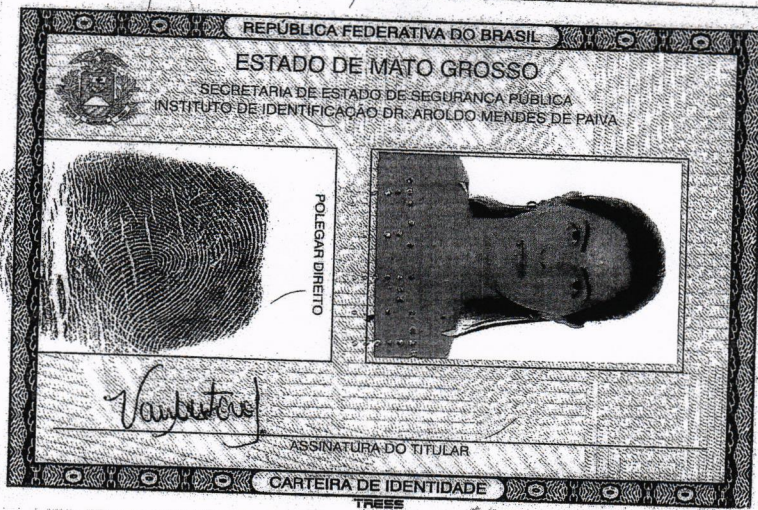 REPÚBLICA FEDERATIVA DO BRASIL
ESTADO DE MATO GROSSO
SECRETARIA DE ESTADO DE SEGURANÇA PÚBLICA
INSTITUTO DE IDENTIFICAÇÃO DR. AROLDO MENDES DE PAIVA
POLEGAR DIREITO
ASSINATURA DO TITULAR
CARTEIRA DE IDENTIDADE
TRESS